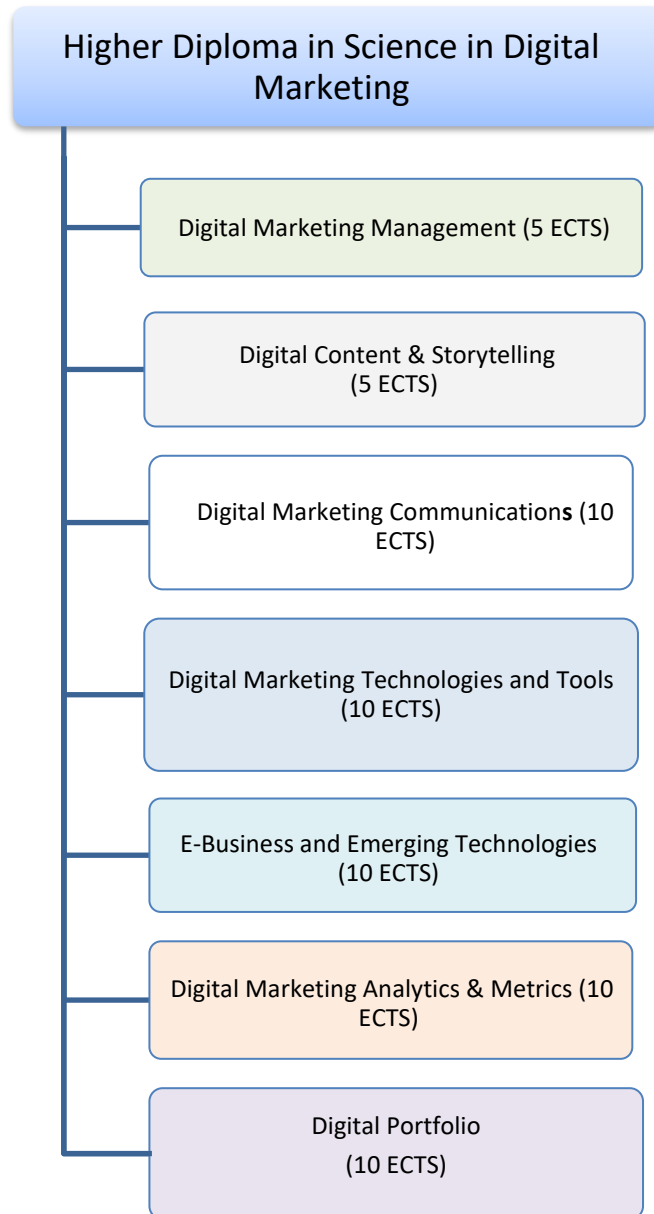 Higher Diploma in Science in Digital
Marketing
Digital Marketing Management (5 ECTS)
Digital Content & Storytelling
(5 ECTS)
Digital Marketing Communications (10
ECTS)
Digital Marketing Technologies and Tools
(10 ECTS)
E-Business and Emerging Technologies
(10 ECTS)
Digital Marketing Analytics & Metrics (10
ECTS)
Digital Portfolio
(10 ECTS)